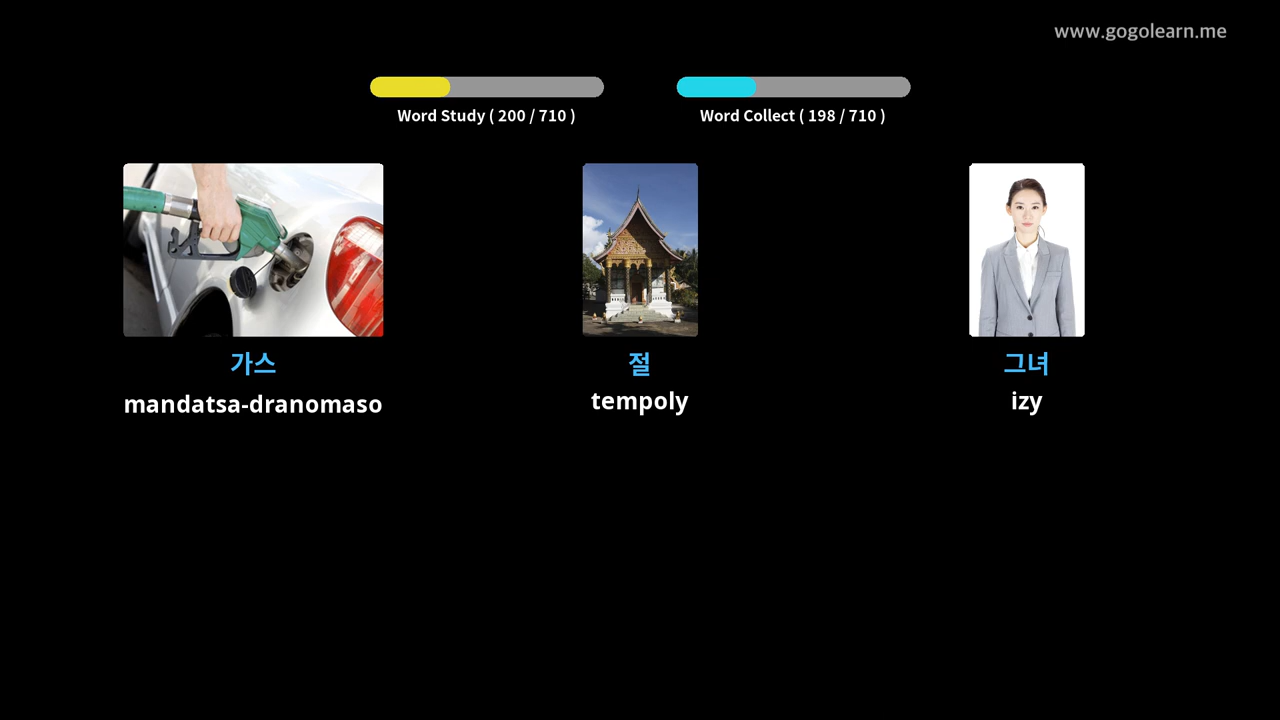 www.gogolearn.me
Word Study ( 200 / 710 )
Word Collect ( 198 / 710 )
가스
mandatsa-dranomaso
절
tempoly
그녀
izy